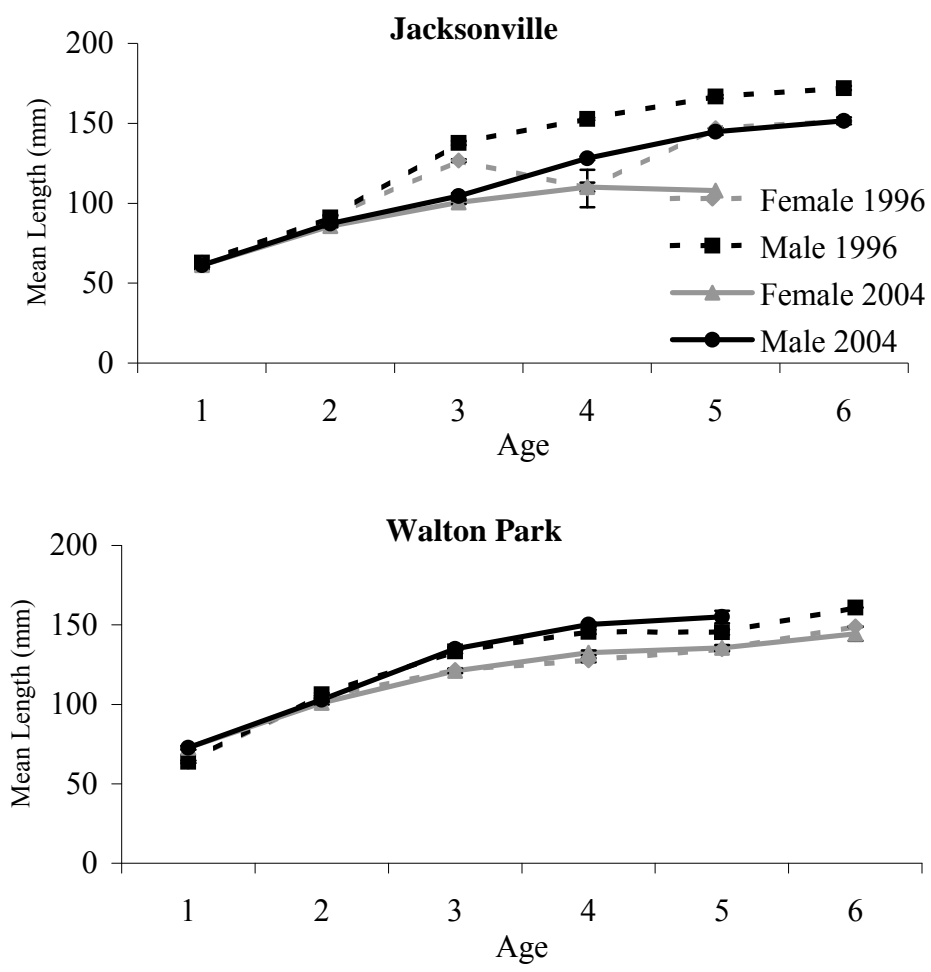 Jacksonville
200
150
100
50
0
Mean Length (mm)
1 2 3 4 5 6
Age
Female 1996
Male 1996
Female 2004
Male 2004
Walton Park
200
150
100
50
0
Mean Length (mm)
1 2 3 4 5 6
Age